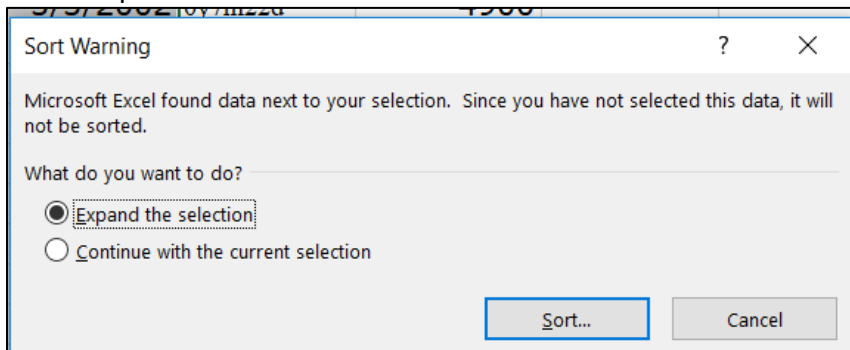 Sort Warning ? ×
Microsoft Excel found data next to your selection. Since you have not selected this data, it will
not be sorted.
What do you want to do?
Expand the selection
Continue with the current selection
Sort... Cancel